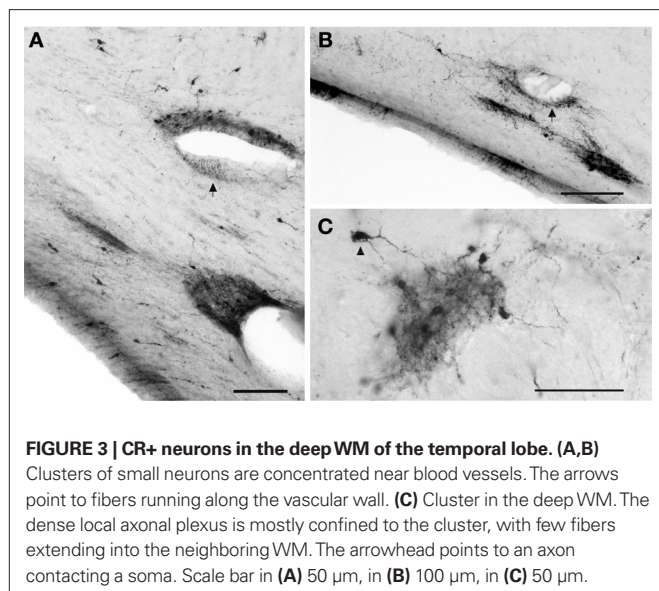 A
B
C
FIGURE 3 | CR+ neurons in the deep WM of the temporal lobe. (A,B)
Clusters of small neurons are concentrated near blood vessels. The arrows
point to fibers running along the vascular wall. (C) Cluster in the deep WM. The
dense local axonal plexus is mostly confined to the cluster, with few fibers
extending into the neighboring WM. The arrowhead points to an axon
contacting a soma. Scale bar in (A) 50 μm, in (B) 100 μm, in (C) 50 μm.